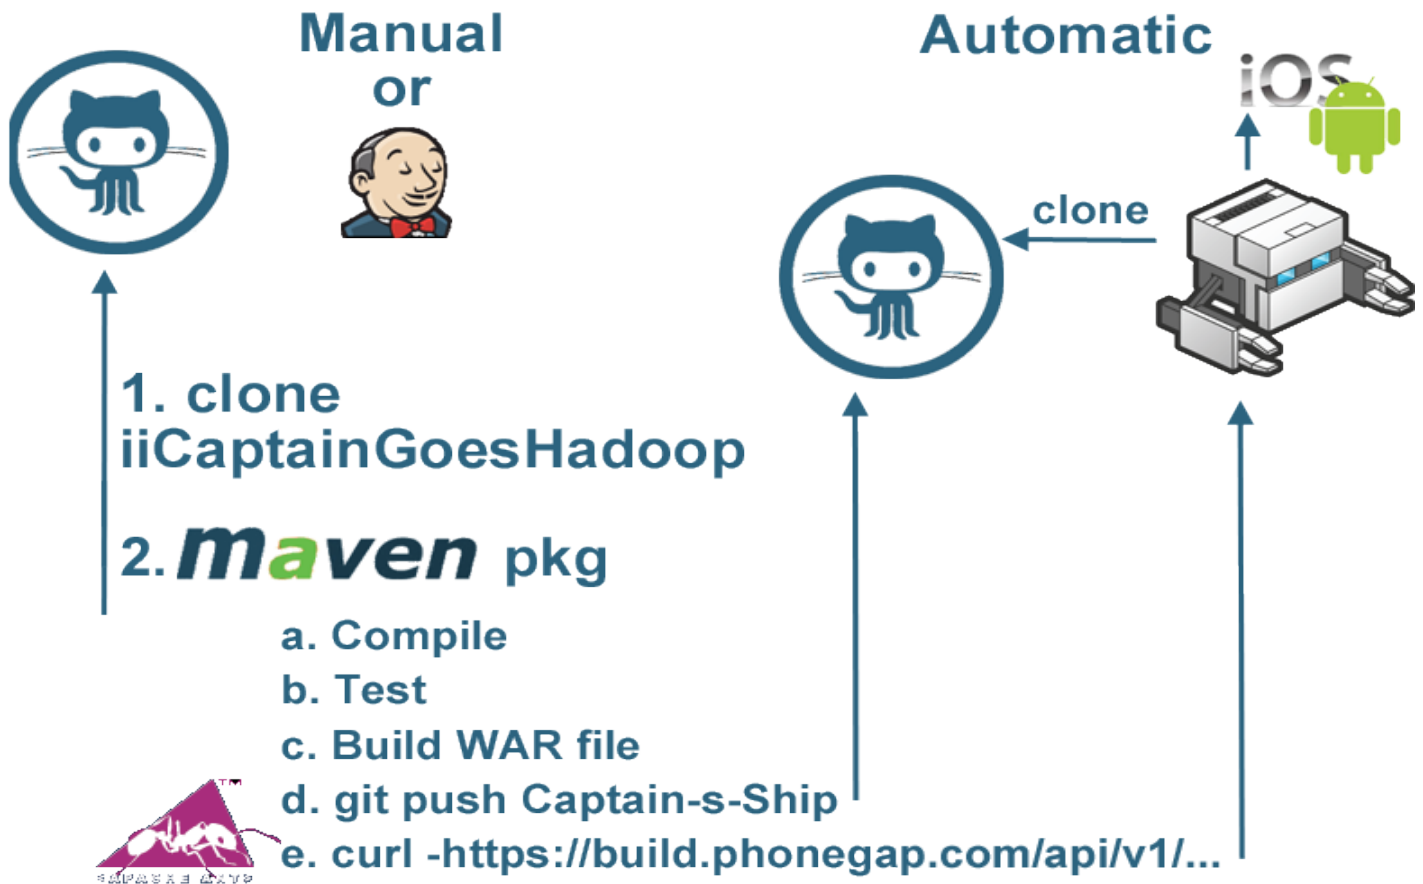 Manual
or
Automatic
iOS
clone
1. clone
iiCaptainGoesHadoop
2. maven pkg
a. Compile
b. Test
c. Build WAR file
d. git push Captain-s-Ship
e. curl -https://build.phonegap.com/api/v1/...
TM